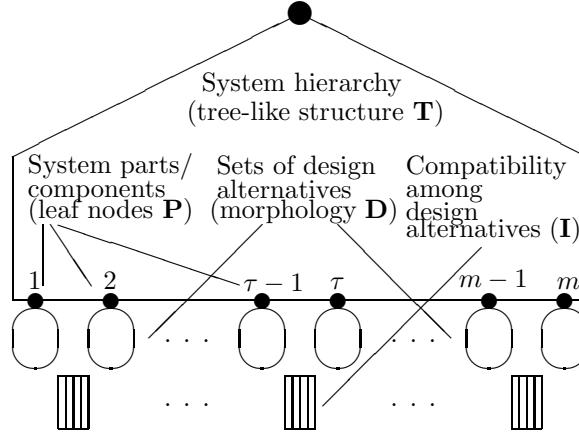 System hierarchy
(tree-like structure T)
System parts/
components
(leaf nodes P)
Sets of design
alternatives
(morphology D)
Compatibility
among
design
alternatives (I)
1 2 τ − 1 τ m − 1 m
. . . . . .
. . . . . .